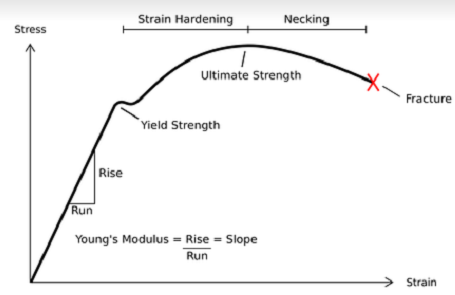 Strain Hardening
Necking
Stress
Ultimate Strength
Fracture
Yield Strength
Rise
Run
Young's Modulus = Rise = Slope
Run
Strain